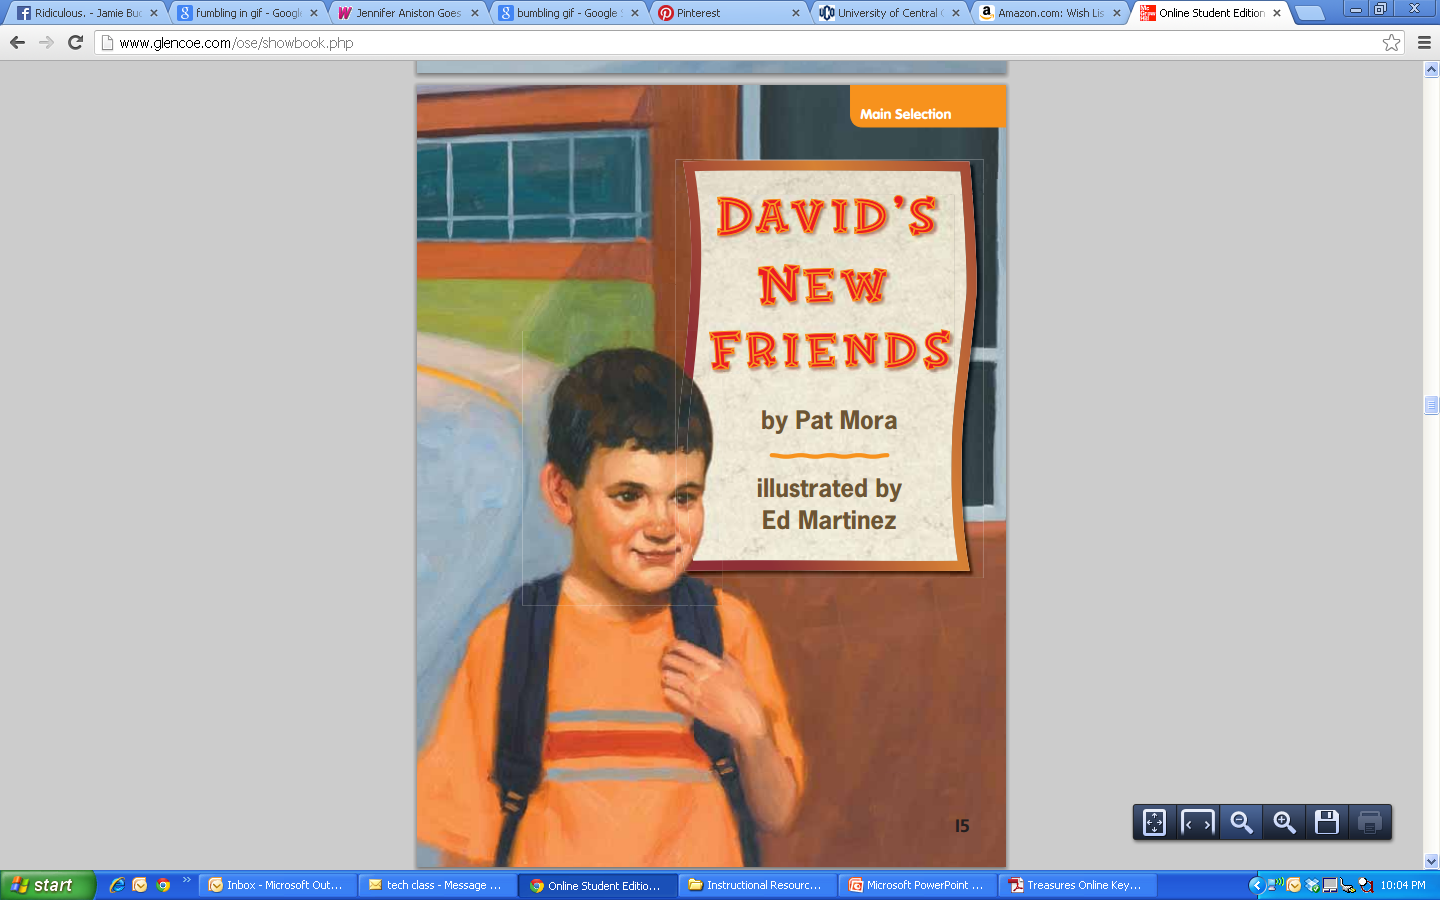 Ridiculous. - Jamie Buc
fumbling in gif - Google
Jennifer Aniston Goes
bumbling gif - Google S
Pinterest
University of Central O
Amazon.com: Wish Lis
Online Student Edition
www.glencoe.com/ose/showbook.php
Main Selection
DAVID'S
NEW
FRIENDS
by Pat Mora
illustrated by
Ed Martinez
15
start
Inbox - Microsoft Out...
tech class - Message ...
Online Student Editio...
Instructional Resourc...
Microsoft PowerPoint ...
Treasures Online Key...
10:04 PM